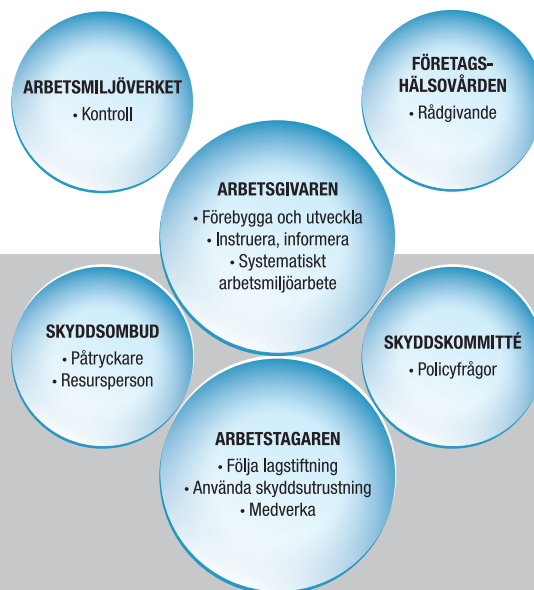 ARBETSMILJÖVERKET
• Kontroll
FÖRETAGS-
HÄLSOVÅRDEN
• Rådgivande
ARBETSGIVAREN
• Förebygga och utveckla
• Instruera, informera
• Systematiskt
arbetsmiljöarbete
SKYDDSOMBUD
• Påtryckare
• Resursperson
SKYDDSKOMMITTÉ
• Policyfrågor
ARBETSTAGAREN
• Följa lagstiftning
• Använda skyddsutrustning
• Medverka